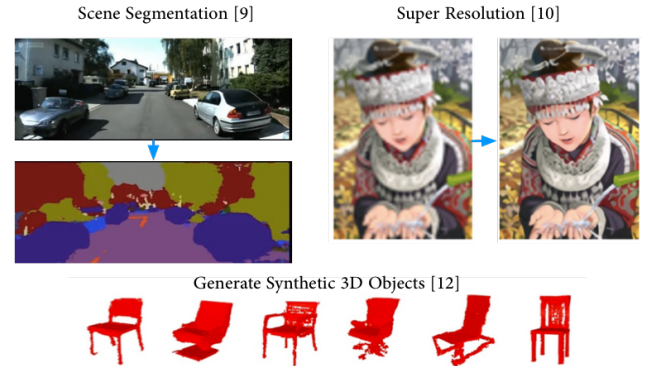 Scene Segmentation [9]
Super Resolution [10]
Generate Synthetic 3D Objects [12]